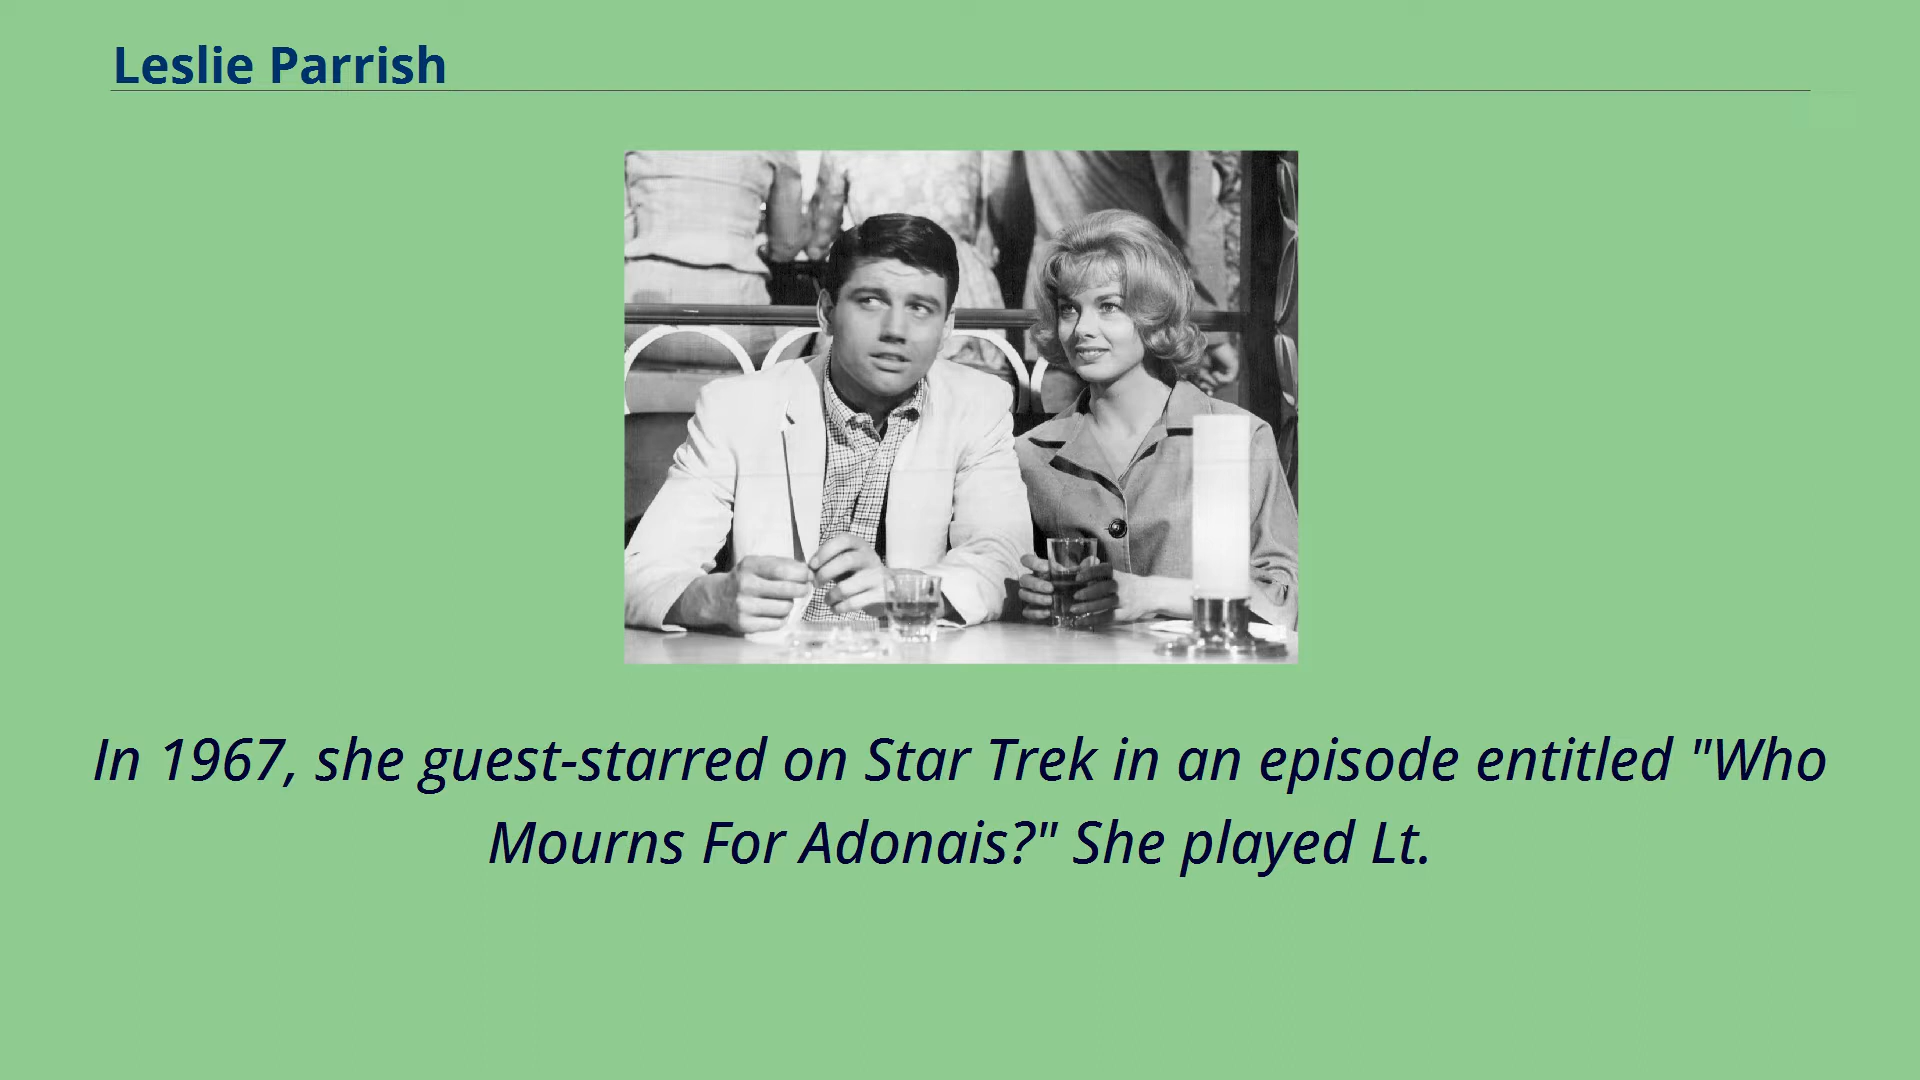 Leslie Parrish
In 1967, she guest-starred on Star Trek in an episode entitled "Who
Mourns For Adonais?" She played Lt.